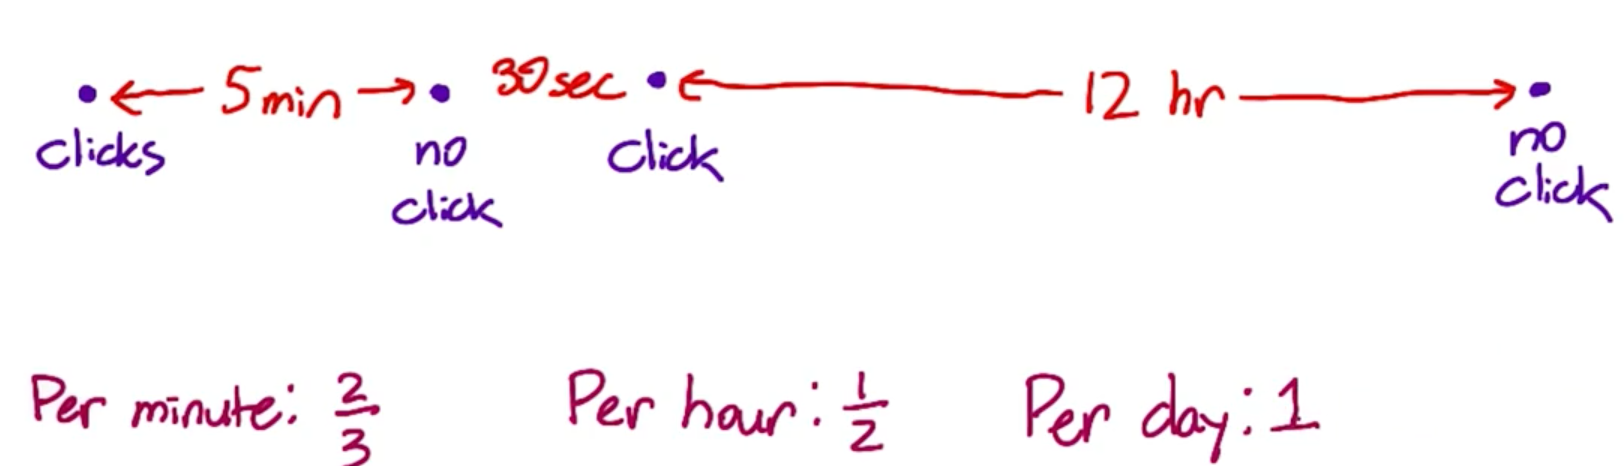 5 min 30 sec 12 hr
clicks no click Click no click
Per minute: 2/3 Per hour: 1/2 Per day: 1